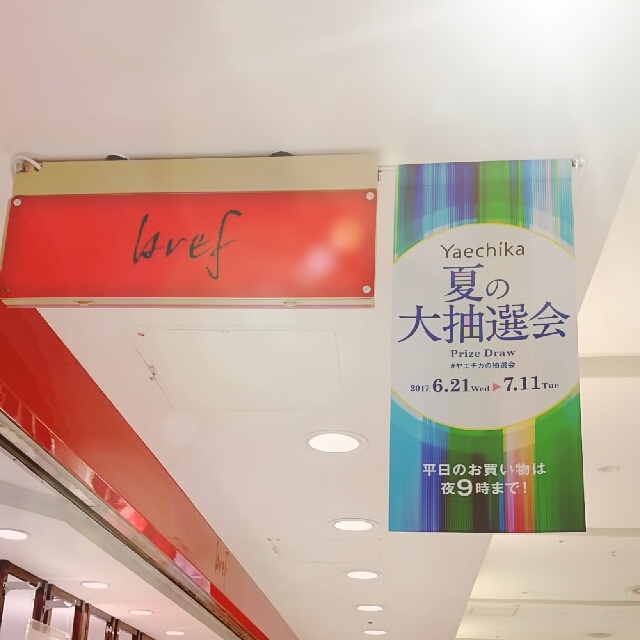 bref
Yaechika
夏の
大抽選会
Prize Draw
#ヤエチカの抽選会
2017. 6.21 Wed ▶ 7.11 Tue
平日のお買い物は
夜9時まで!
bref